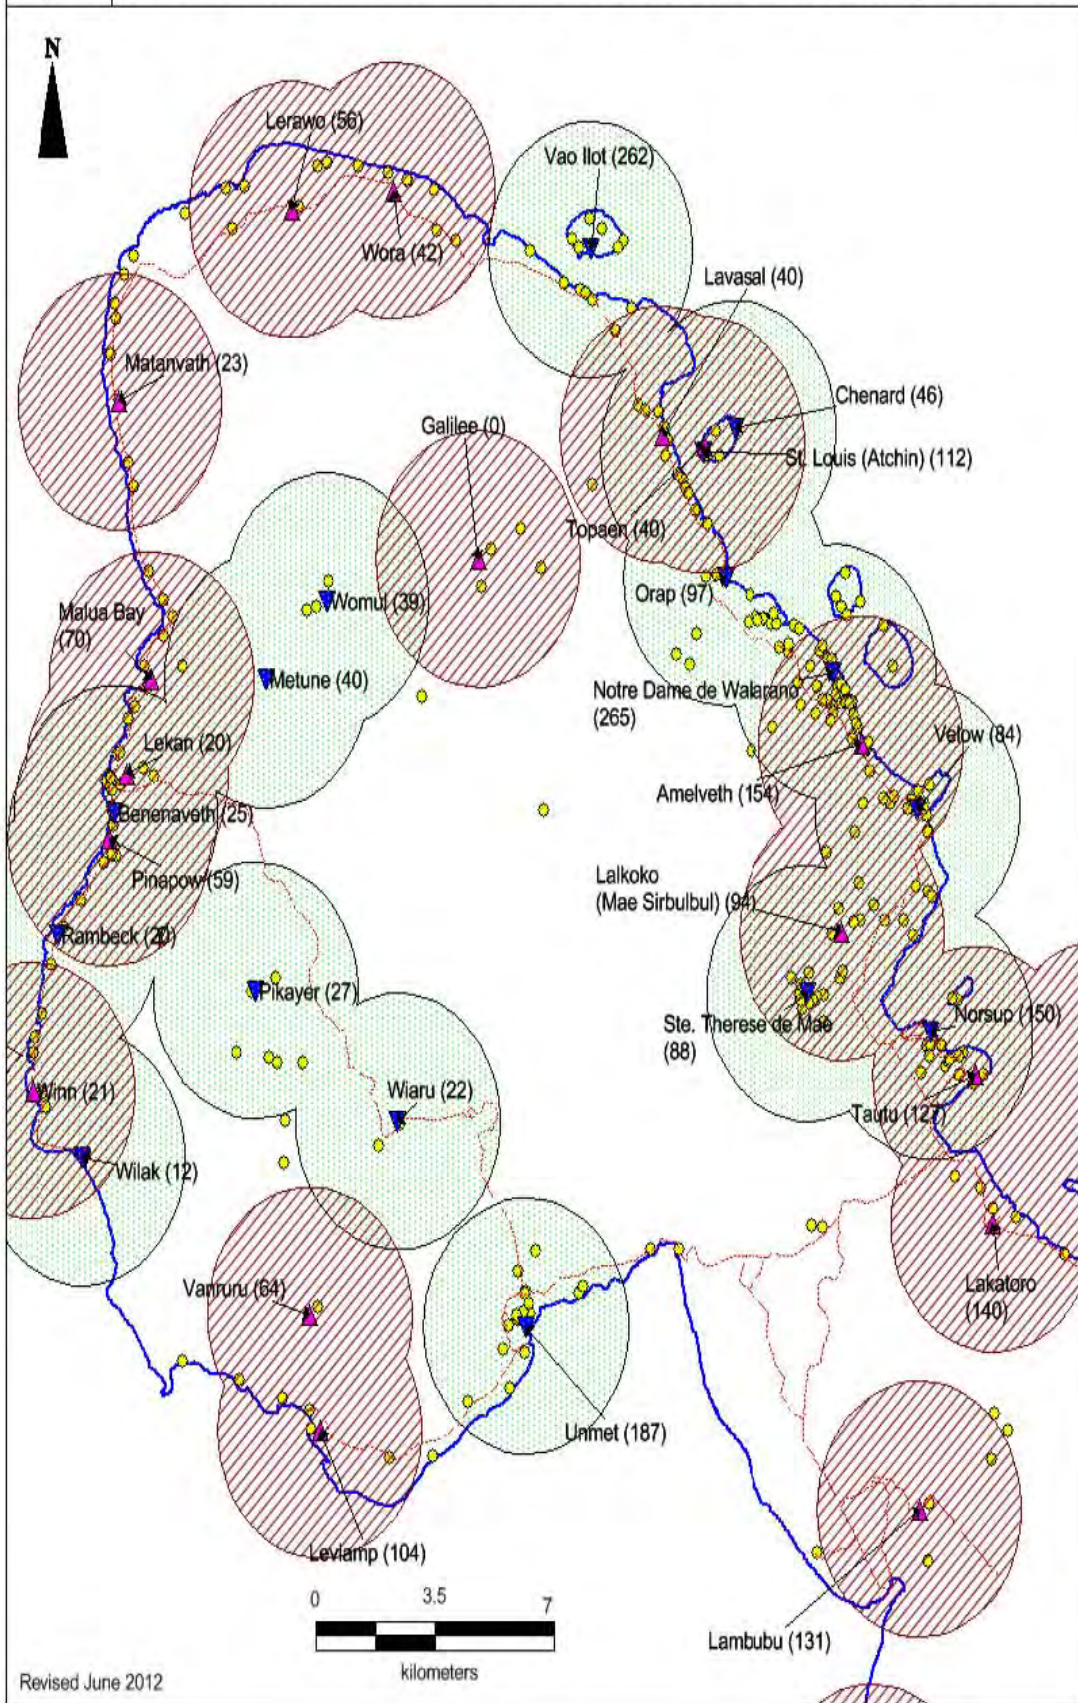 N
Lerawo (56)
Vao Ilot (262)
Wora (42)
Lavasal (40)
Matanvath (23)
Chenard (46)
Galilee (0)
St. Louis (Atchin) (112)
Topaen (40)
Malua Bay
(70)
Womul (39)
Orap (97)
Metune (40)
Notre Dame de Walarano
(265)
Velow (84)
Lekan (20)
Amelveth (154)
Benenaveth (25)
Pinapow (59)
Lalkoko
(Mae Sirbulbul) (94)
Rambeck (20)
Pikayer (27)
Ste. Therese de Mae
(88)
Norsup (150)
Winn (21)
Wiaru (22)
Tautu (127)
Wilak (12)
Vanruru (64)
Lakatoro
(140)
Unmet (187)
Leviamp (104)
0 3.5 7
kilometers
Lambubu (131)
Revised June 2012